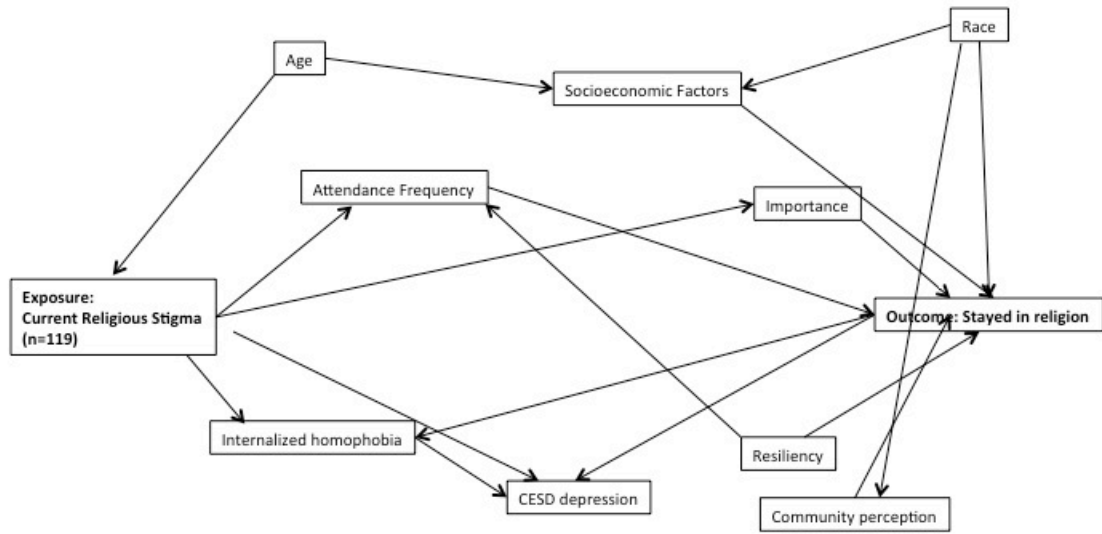 Race
Age
Socioeconomic Factors
Attendance Frequency
Importance
Exposure:
Current Religious Stigma
(n=119)
Outcome: Stayed in religion
Internalized homophobia
Resiliency
CESD depression
Community perception